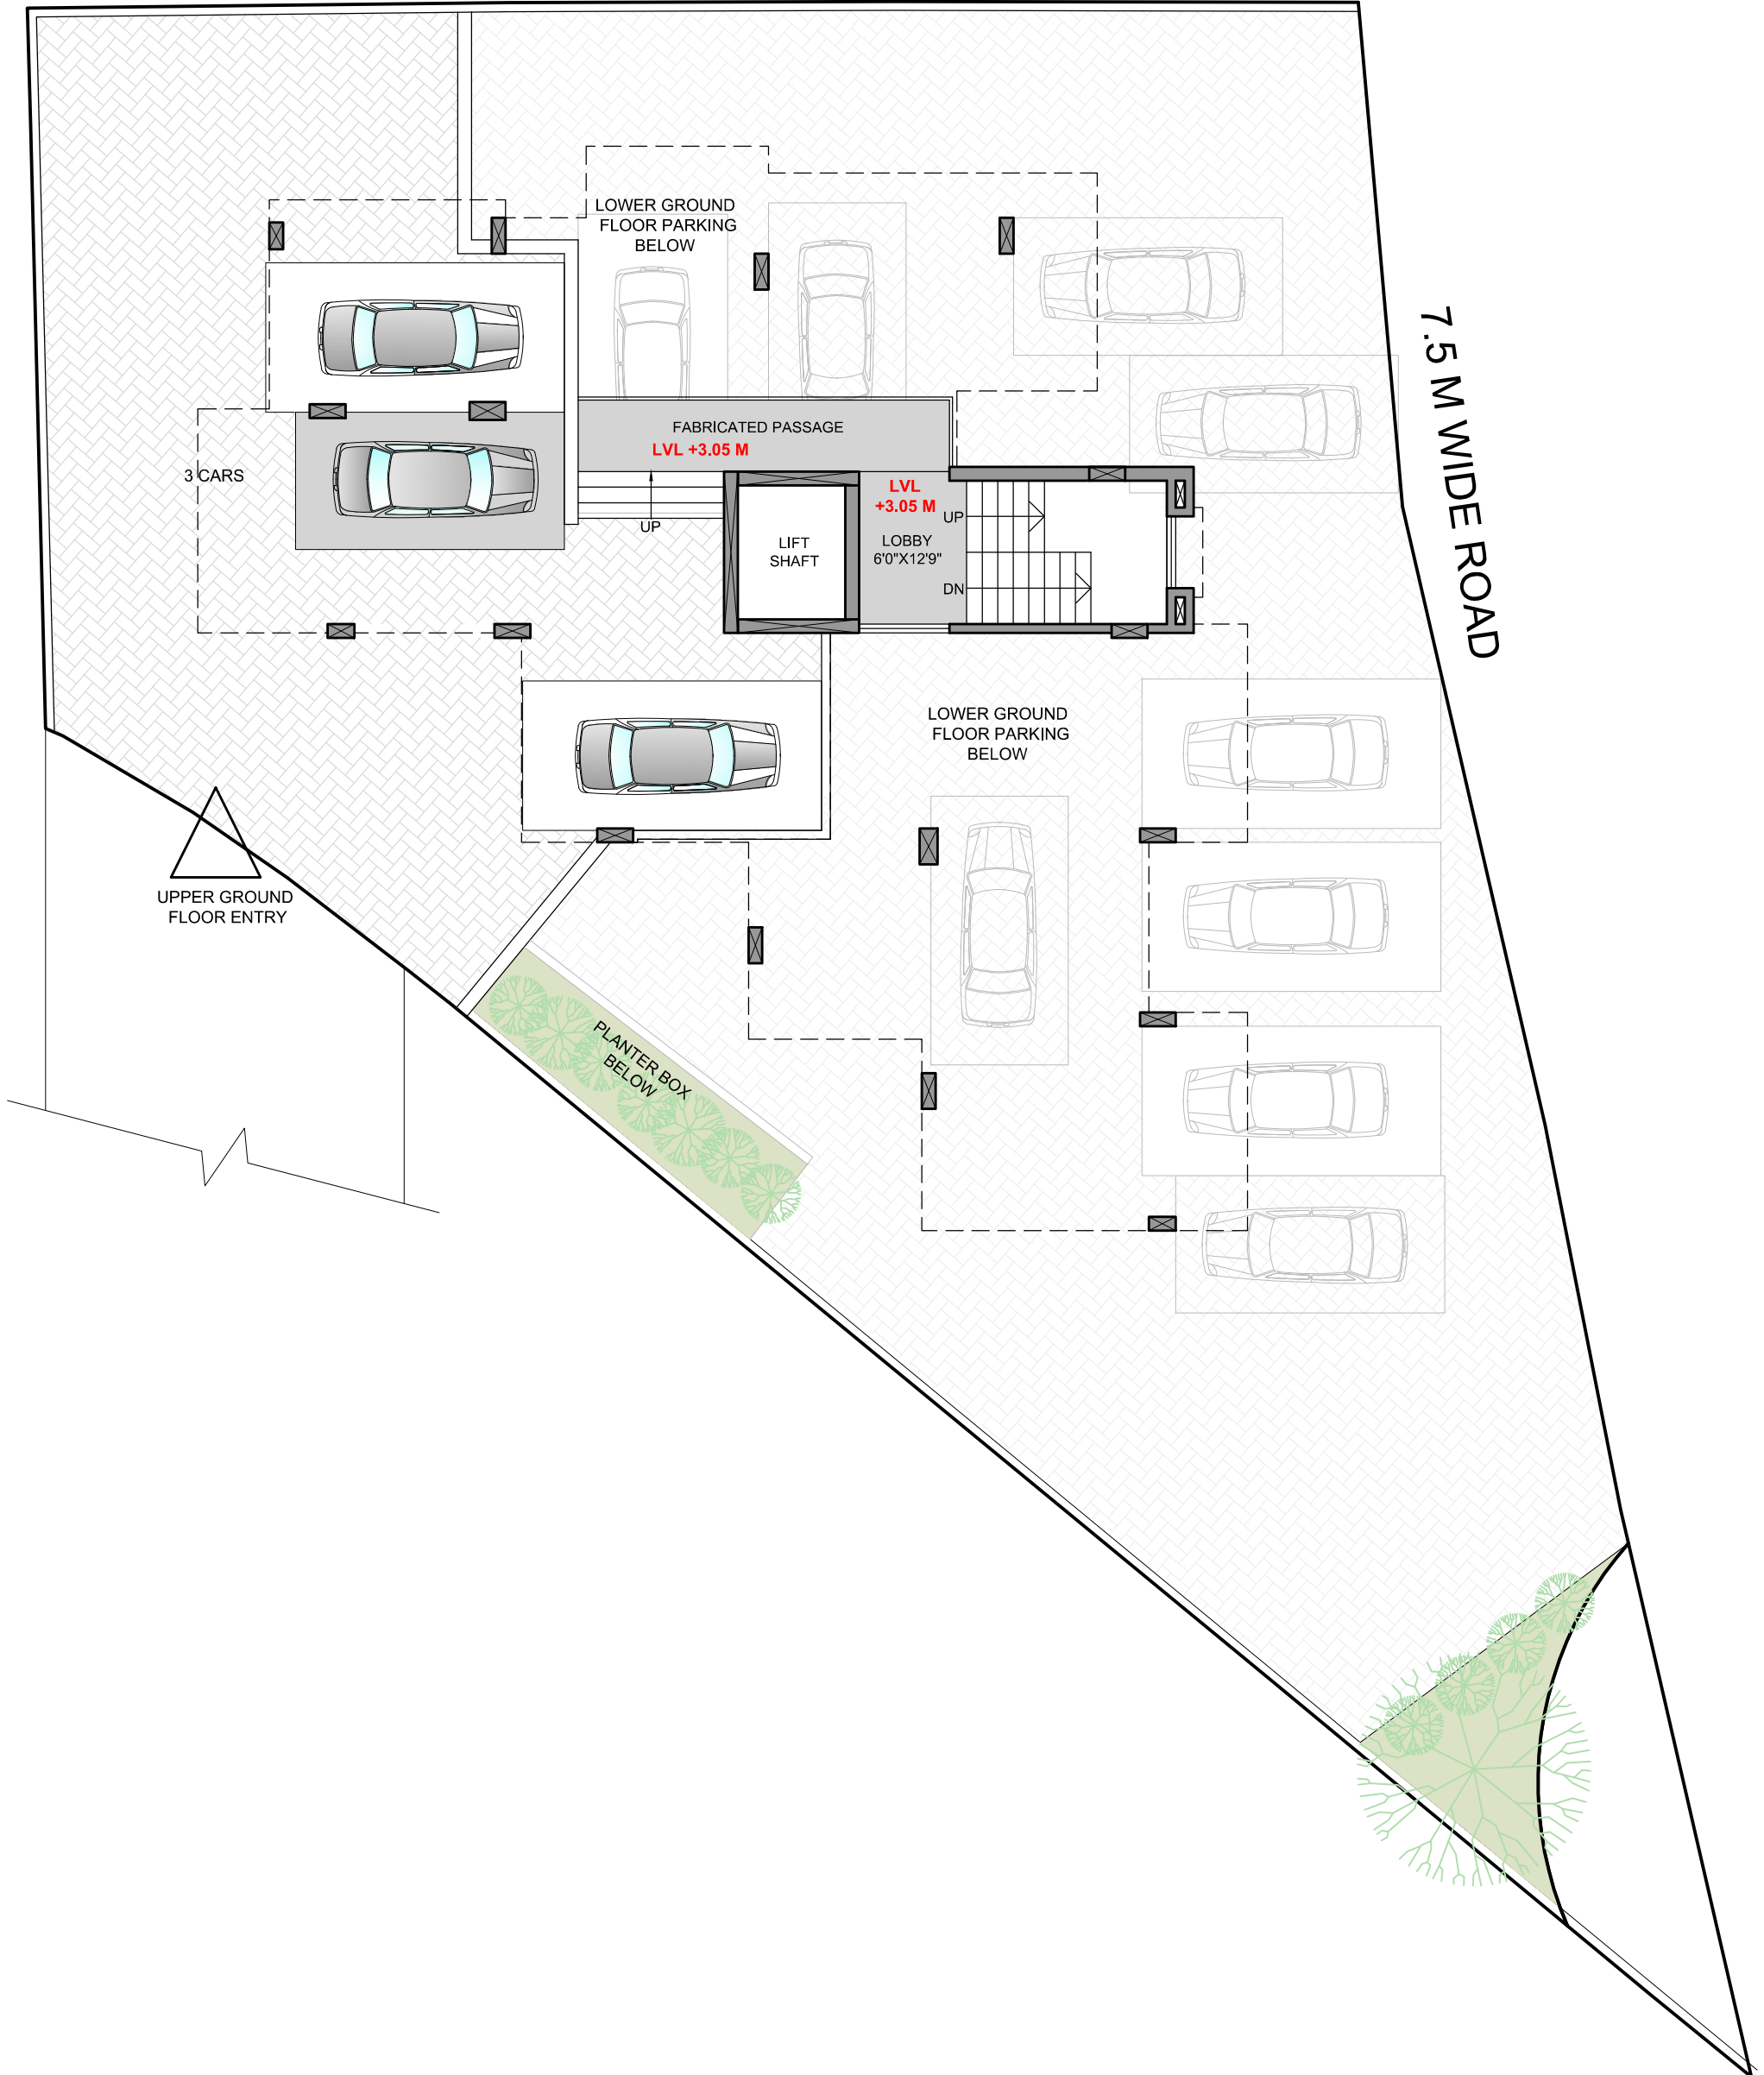 LOWER GROUND
FLOOR PARKING
BELOW
7.5 M WIDE ROAD
FABRICATED PASSAGE
LVL +3.05 M
3 CARS
UP
LVL
+3.05 M
UP
LIFT
SHAFT
LOBBY
6'0"X12'9"
DN
LOWER GROUND
FLOOR PARKING
BELOW
UPPER GROUND
FLOOR ENTRY
PLANTER BOX
BELOW